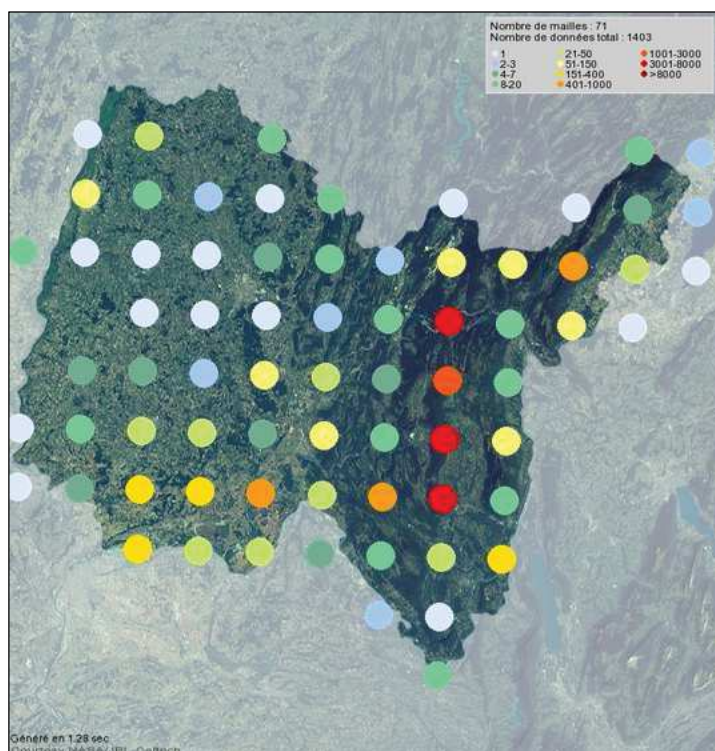 Nombre de mailles : 71
Nombre de données total : 1403
1 21-50 1001-3000
2-3 51-150 3001-8000
4-7 151-400 >8000
8-20 401-1000
Généré en 1.28 sec